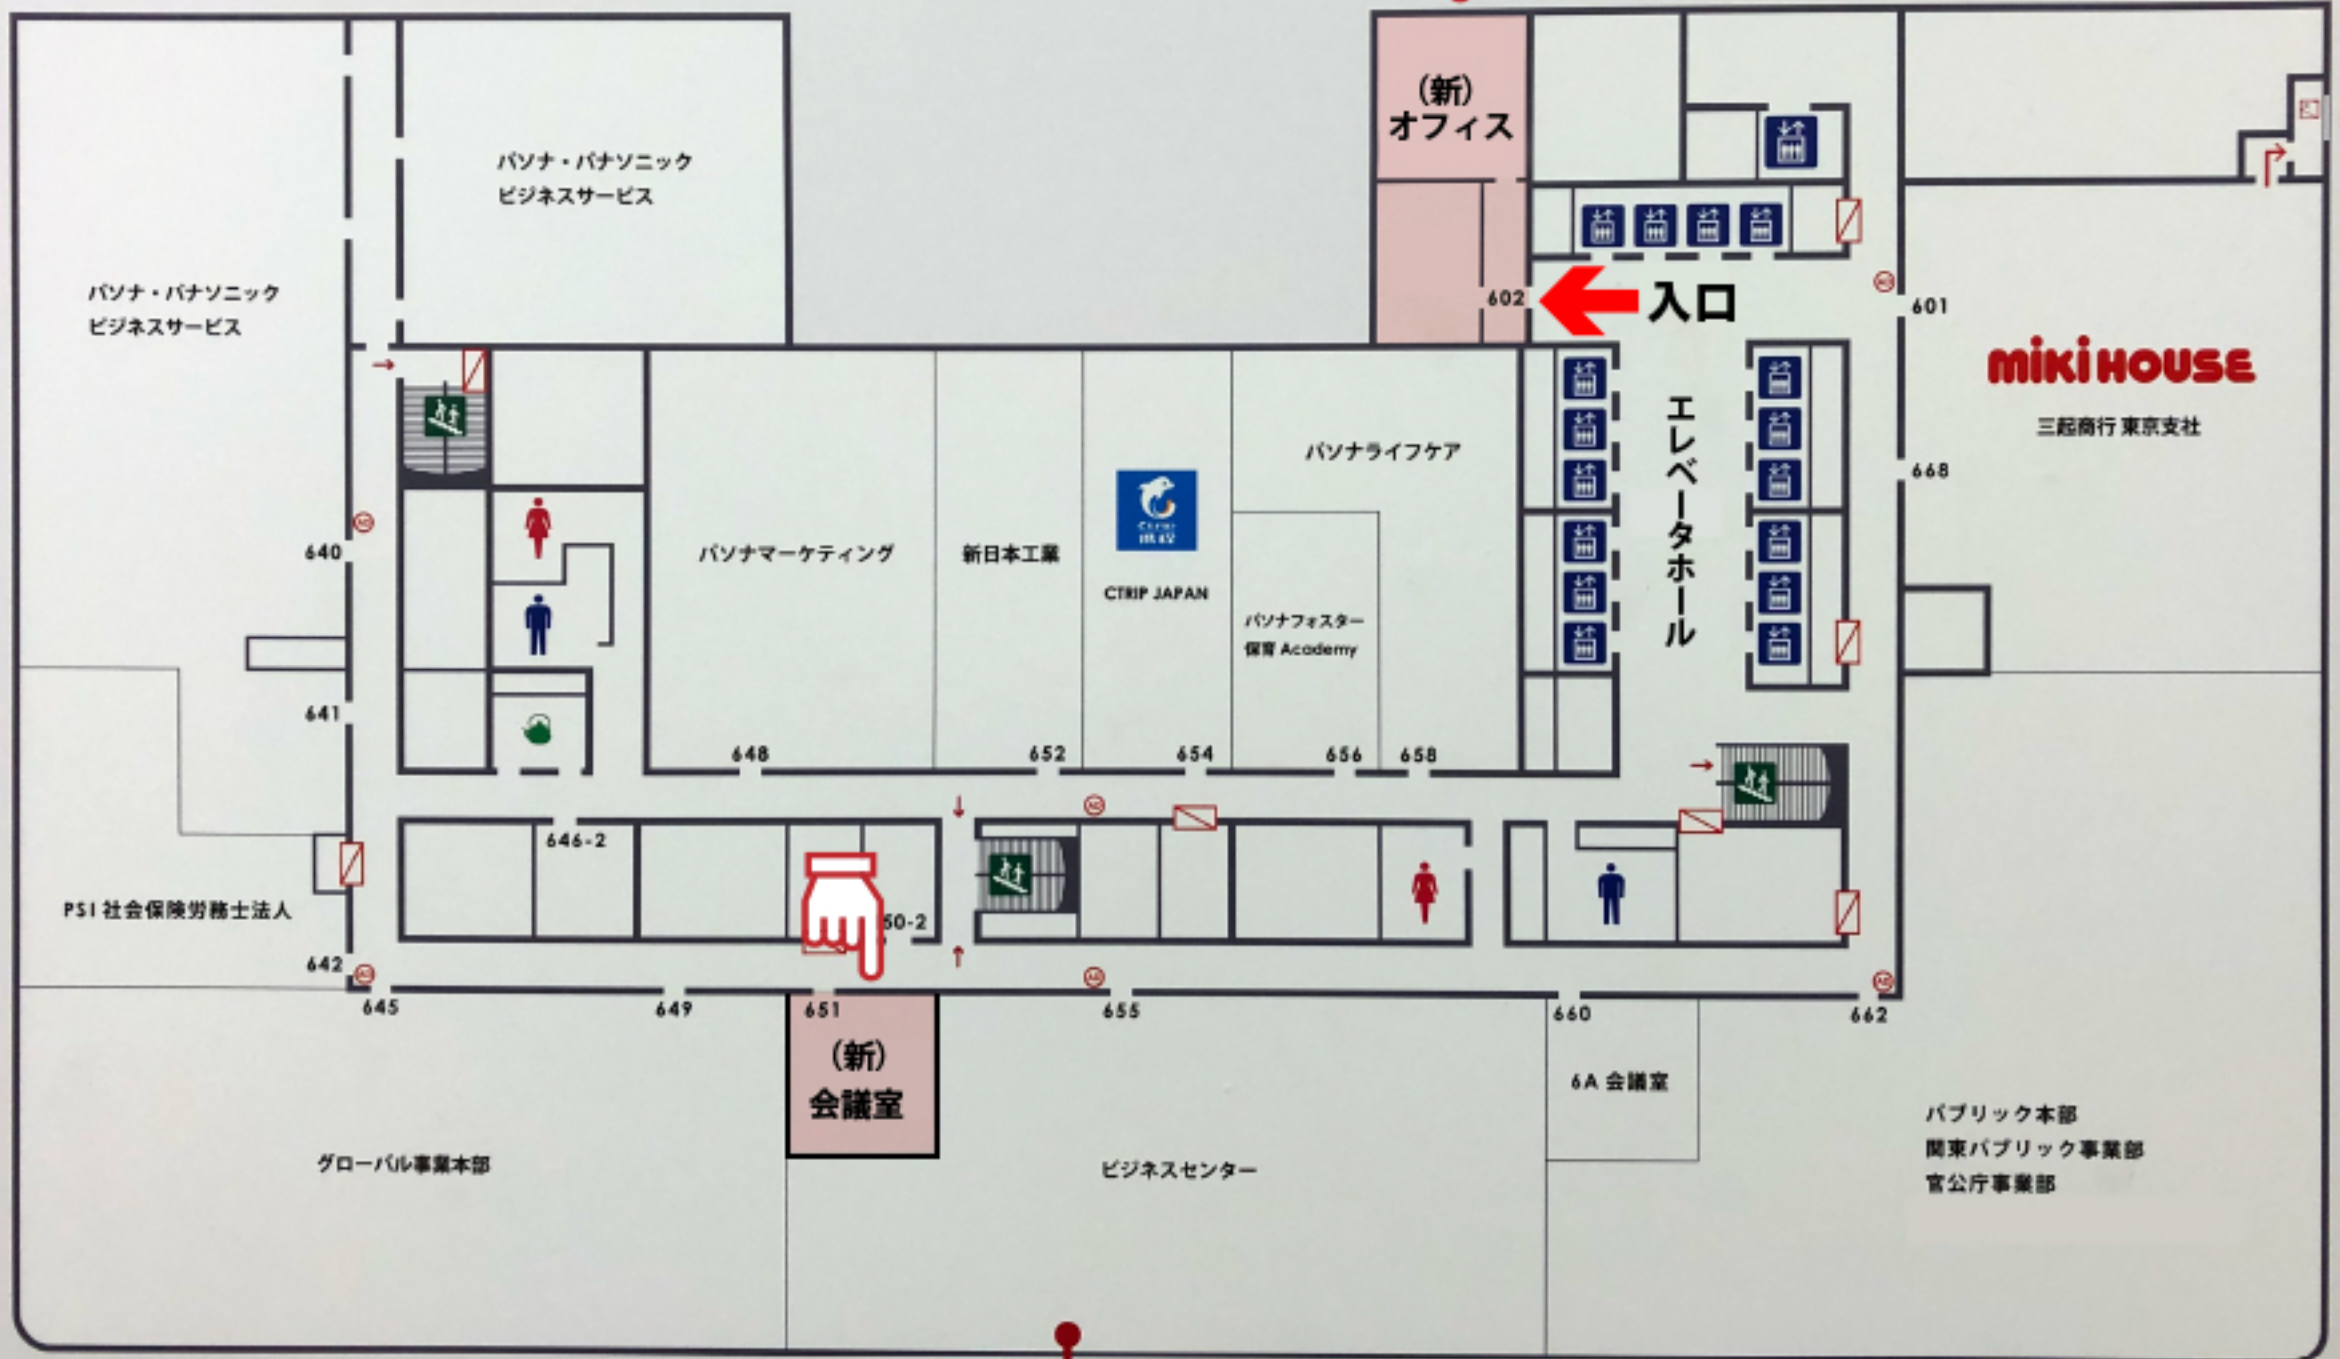 (新)
オフィス
パソナ・パナソニック
ビジネスサービス
パソナ・パナソニック
ビジネスサービス
602
入口
601
miki HOUSE
三起商行 東京支社
668
エレベータホール
パソナライフケア
パソナマーケティング
新日本工業
CTRIP JAPAN
パソナフォスター
保育 Academy
640
641
648
652
654
656
658
646-2
50-2
PSI 社会保険労務士法人
642
645
649
651
655
660
662
(新)
会議室
6A 会議室
グローバル事業本部
ビジネスセンター
パブリック本部
関東パブリック事業部
官公庁事業部